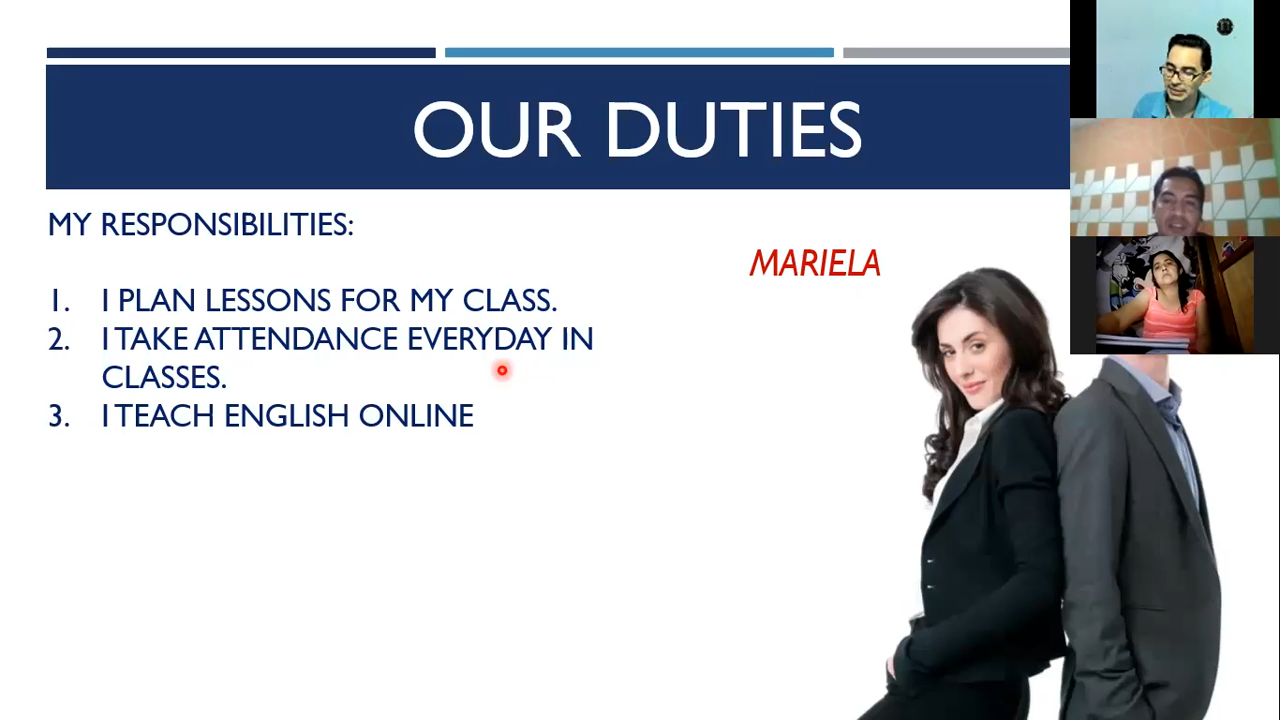 OUR DUTIES
MY RESPONSIBILITIES:
MARIELA
1. I PLAN LESSONS FOR MY CLASS.
2. I TAKE ATTENDANCE EVERYDAY IN
CLASSES.
3. I TEACH ENGLISH ONLINE